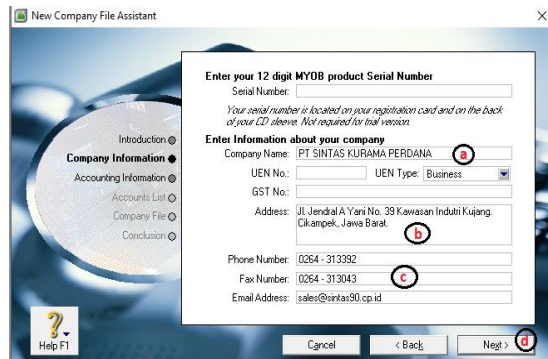 New Company File Assistant
Enter your 12 digit MYOB product Serial Number
Serial Number:
Your serial number is located on your registration card and on the back
of your CD sleeve. Not required for trial version.
Introduction
Company Information
Accounting Information
Accounts List
Company File
Conclusion
Enter Information about your company
Company Name: PT SINTAS KURAMA PERDANA a
UEN No.: UEN Type: Business
GST No.:
Address: Jl. Jendral A Yani No. 39 Kawasan Indutri Kujang.
Cikampek, Jawa Barat.
b
Phone Number: 0264 - 313392
Fax Number: 0264 - 313043 c
Email Address: sales@sintas90.cp.id
Help F1
Cancel < Back Next > d